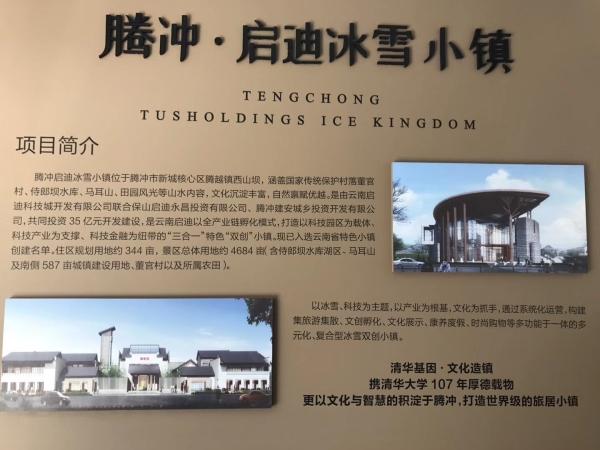 腾冲·启迪冰雪小镇
TENGCHONG
TUSHOLDINGS ICE KINGDOM
项目简介
腾冲启迪冰雪小镇位于腾冲市新城核心区腾越镇西山坝，涵盖国家传统保护村落董官
村、侍郎坝水库、马耳山、田园风光等山水内容，文化沉淀丰富，自然禀赋优越。是由云南启
迪科技城开发有限公司联合保山启迪永昌投资有限公司、腾冲建安城乡投资开发有限公
司，共同投资 35 亿元开发建设，是云南启迪以全产业链孵化模式，打造以科技园区为载体、
科技产业为支撑、科技金融为纽带的“三合一”特色“双创”小镇。现已入选云南省特色小镇
创建名单。住区规划用地约 344 亩，景区总体用地约 4684 亩（含侍郎坝水库湖区、马耳山
及南侧 587 亩城镇建设用地、董官村以及所属农田）。
以冰雪、科技为主题，以产业为根基，文化为抓手，通过系统化运营，构建
集旅游集散、文创孵化、文化展示、康养度假、时尚购物等多功能于一体的多
元化、复合型冰雪双创小镇。
清华基因·文化造镇
携清华大学 107 年厚德载物
更以文化与智慧的积淀于腾冲，打造世界级的旅居小镇